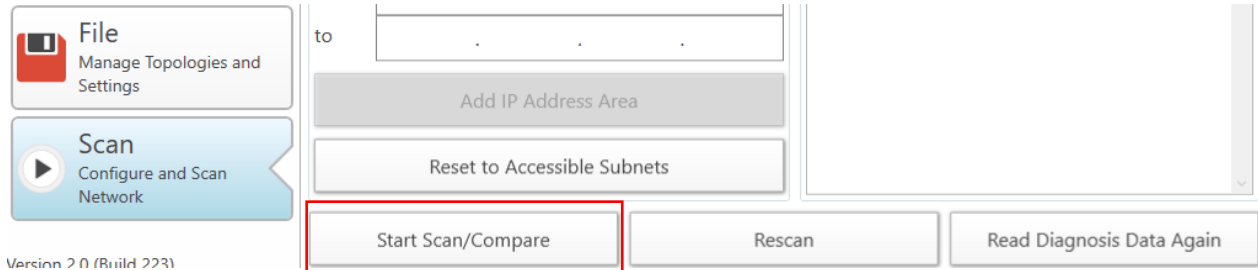 File
Manage Topologies and
Settings
Scan
Configure and Scan
Network
Version 2.0 (Build 223)
to
. . .
Add IP Address Area
Reset to Accessible Subnets
Start Scan/Compare
Rescan
Read Diagnosis Data Again